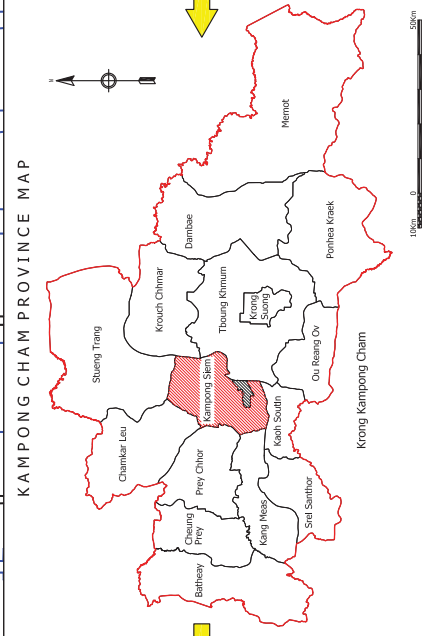 KAMPONG CHAM PROVINCE MAP
N
Stueng Trang
Chamkar Leu
Krouch Chhmar
Dambae
Memot
Kampong Siem
Prey Chhor
Cheung
Prey
Batheay
Tboung Khmum
Krong
Suong
Kang Meas
Kaoh SoutIn
Ou Reang Ov
Ponhea Kraek
Srel Santhor
Krong Kampong Cham
10Km
0
50Km